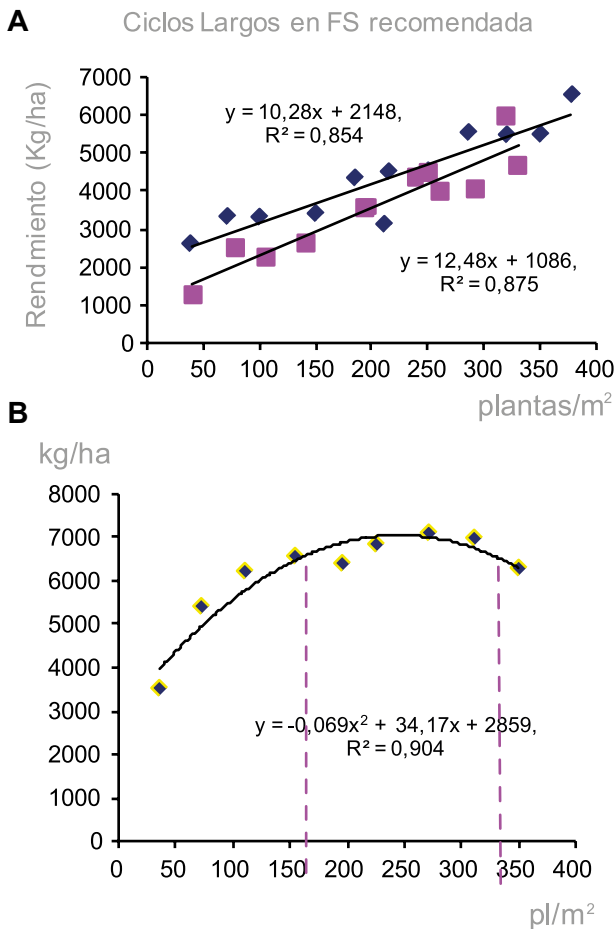 A
Ciclos Largos en FS recomendada
Rendimiento (Kg/ha)
7000
6000
5000
4000
3000
2000
1000
0
y = 10,28x + 2148,
R² = 0,854
y = 12,48x + 1086,
R² = 0,875
0 50 100 150 200 250 300 350 400
plantas/m²
B
kg/ha
8000
7000
6000
5000
4000
3000
2000
1000
0
y = -0,069x² + 34,17x + 2859,
R² = 0,904
0 50 100 150 200 250 300 350 400
pl/m²